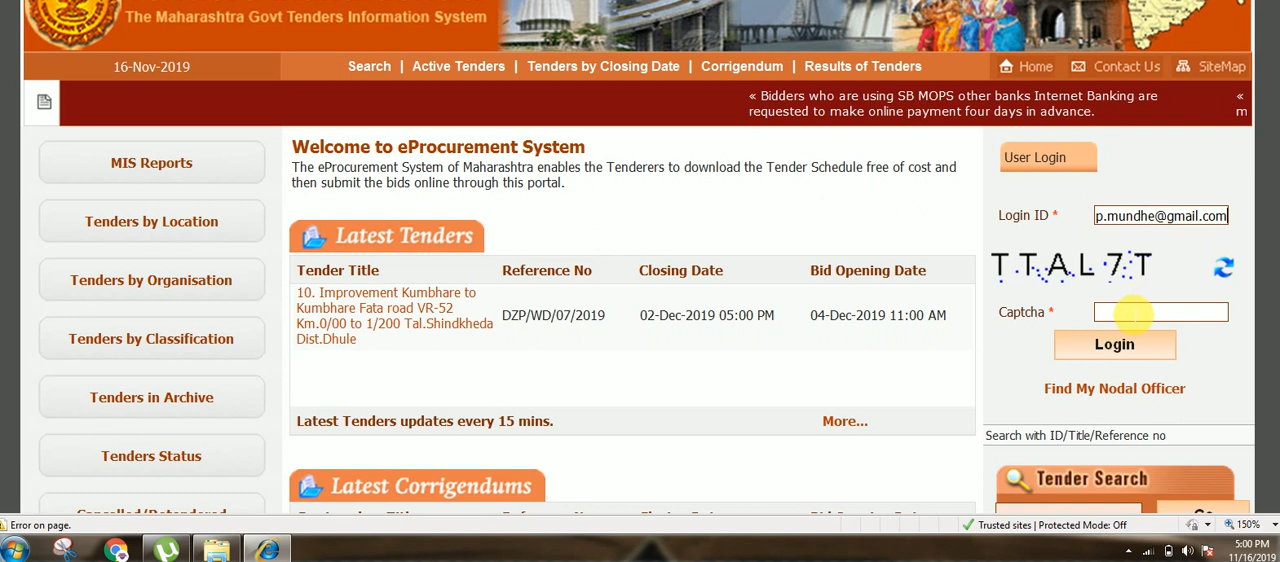 The Maharashtra Govt Tenders Information System
16-Nov-2019
Search | Active Tenders | Tenders by Closing Date | Corrigendum | Results of Tenders
Home
Contact Us
SiteMap
« Bidders who are using SB MOPS other banks Internet Banking are
requested to make online payment four days in advance.
«
m
MIS Reports
Tenders by Location
Tenders by Organisation
Tenders by Classification
Tenders in Archive
Tenders Status
Cancelled/Retendered
Welcome to eProcurement System
The eProcurement System of Maharashtra enables the Tenderers to download the Tender Schedule free of cost and
then submit the bids online through this portal.
Latest Tenders
Tender Title Reference No Closing Date Bid Opening Date
10. Improvement Kumbhare to
Kumbhare Fata road VR-52
Km.0/00 to 1/200 Tal.Shindkheda
Dist.Dhule
DZP/WD/07/2019 02-Dec-2019 05:00 PM 04-Dec-2019 11:00 AM
Latest Tenders updates every 15 mins. More...
Latest Corrigendums
User Login
Login ID * p.mundhe@gmail.com
TTAL7T
Captcha *
Login
Find My Nodal Officer
Search with ID/Title/Reference no
Tender Search
Go
Error on page.
Trusted sites | Protected Mode: Off
150%
5:00 PM
11/16/2019